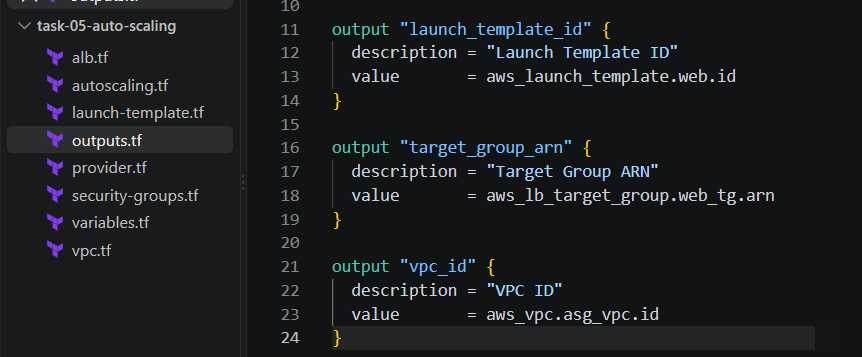 task-05-auto-scaling
alb.tf
autoscaling.tf
launch-template.tf
outputs.tf
provider.tf
security-groups.tf
variables.tf
vpc.tf
10
11 output "launch_template_id" {
12   description = "Launch Template ID"
13   value       = aws_launch_template.web.id
14 }
15
16 output "target_group_arn" {
17   description = "Target Group ARN"
18   value       = aws_lb_target_group.web_tg.arn
19 }
20
21 output "vpc_id" {
22   description = "VPC ID"
23   value       = aws_vpc.asg_vpc.id
24 }